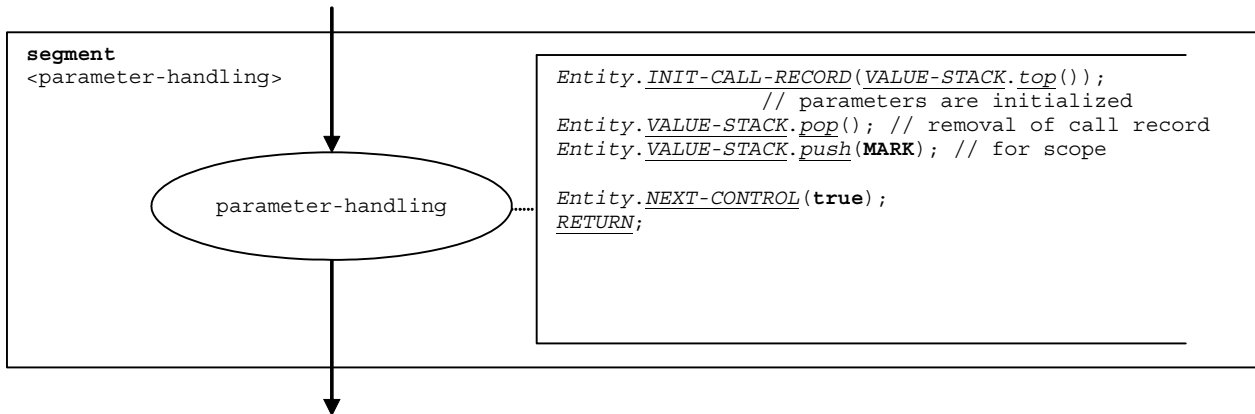 segment
<parameter-handling>
parameter-handling
Entity.INIT-CALL-RECORD(VALUE-STACK.top());
// parameters are initialized
Entity.VALUE-STACK.pop(); // removal of call record
Entity.VALUE-STACK.push(MARK); // for scope
Entity.NEXT-CONTROL(true);
RETURN;